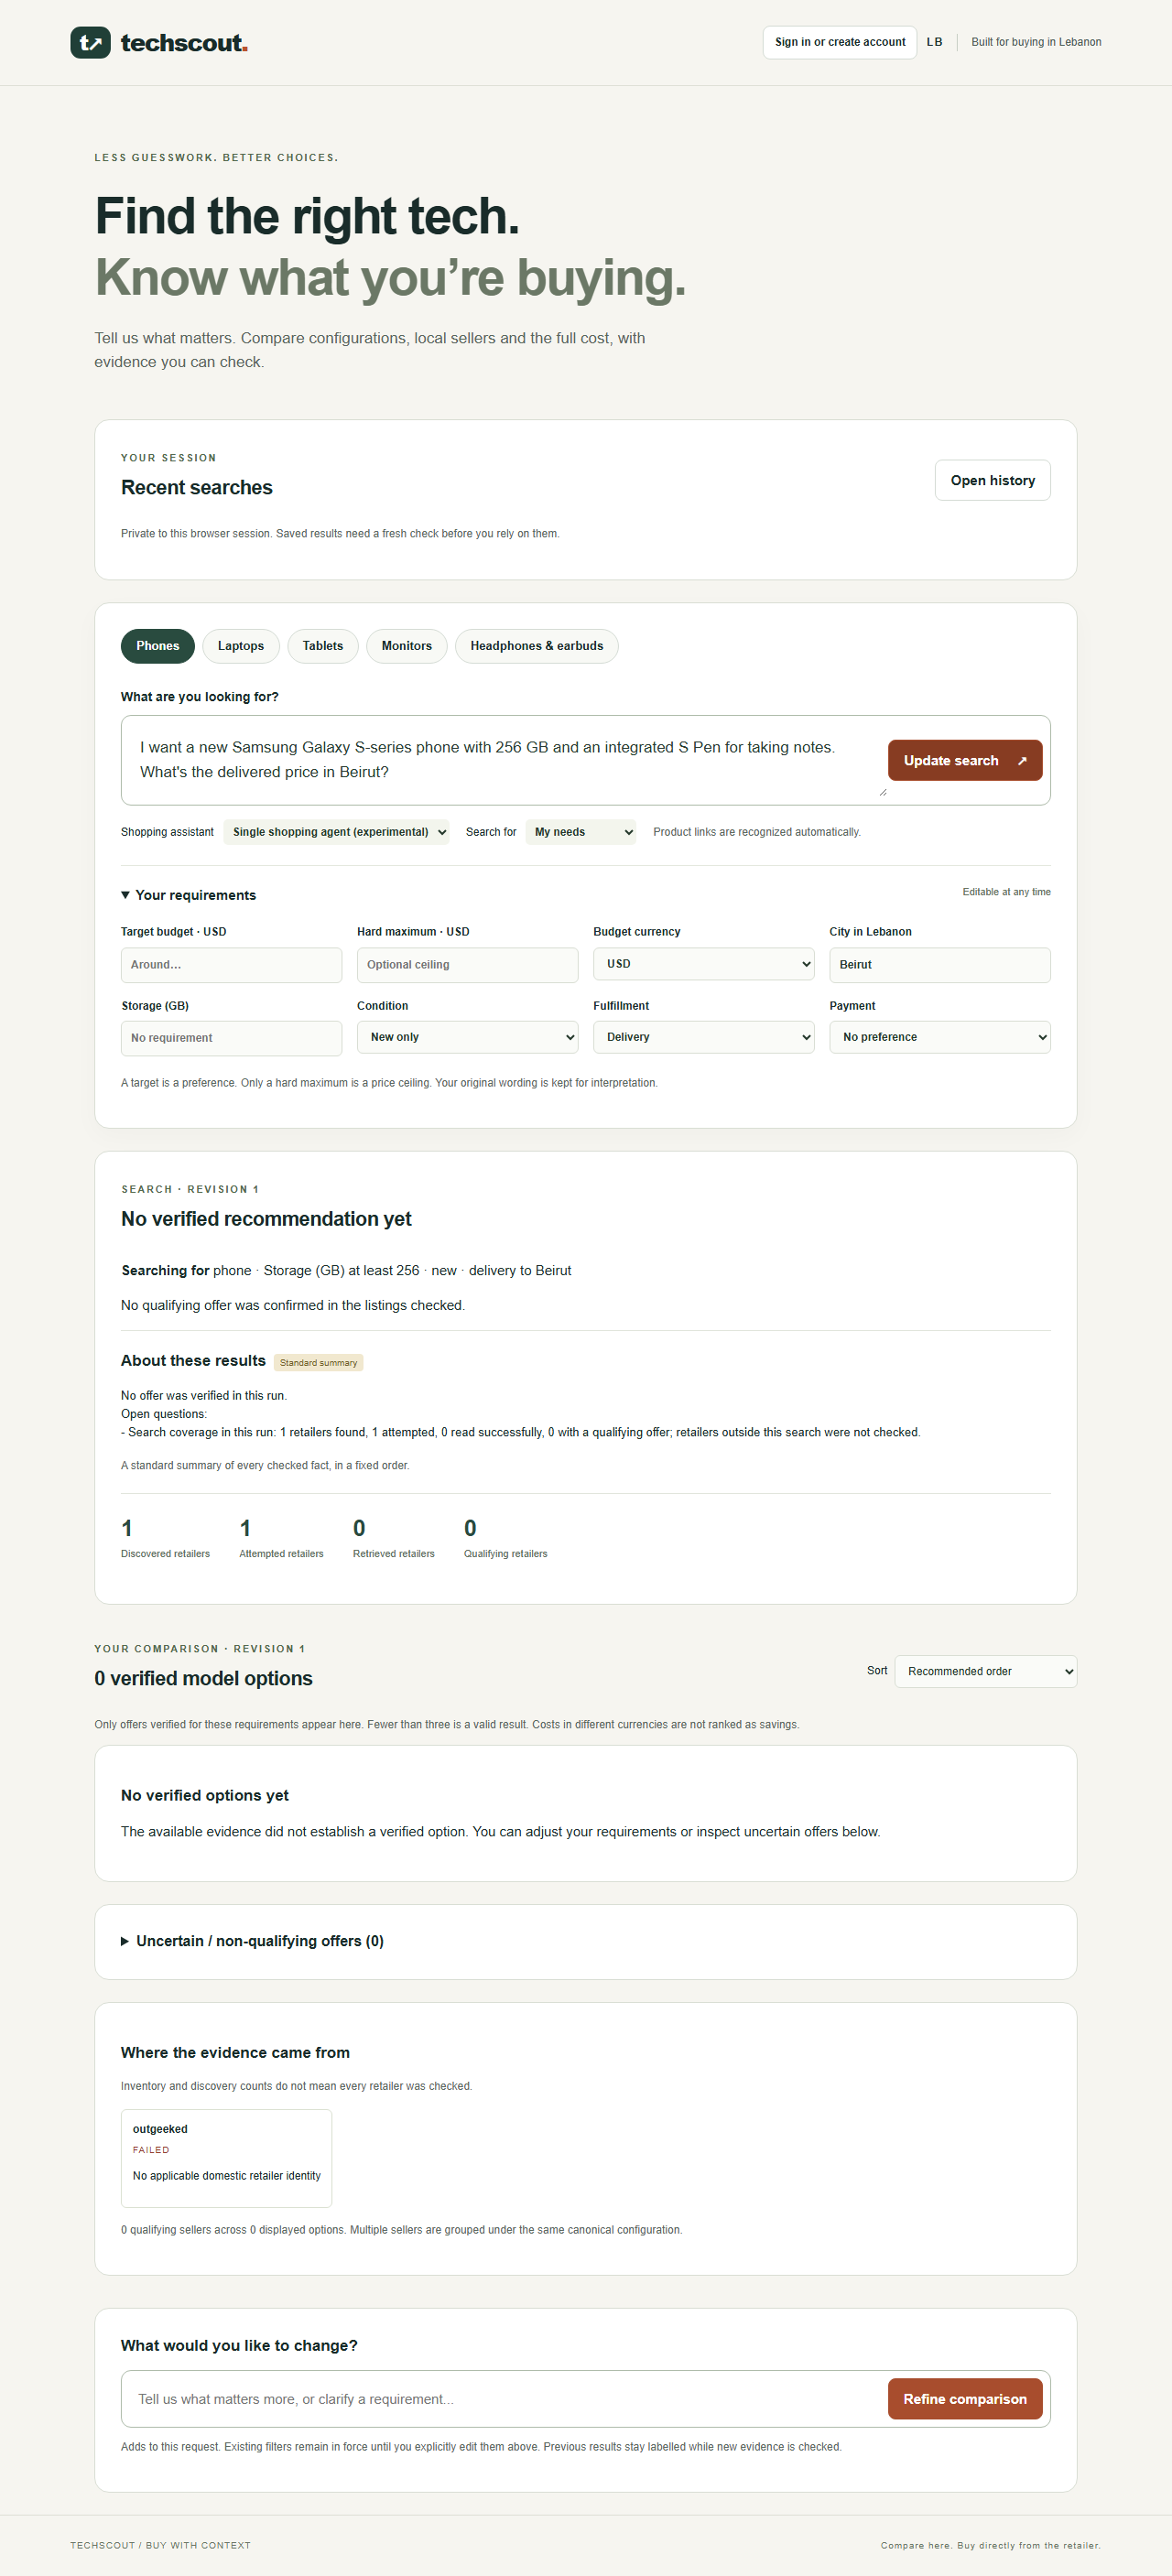 t↗ techscout.
Sign in or create account LB Built for buying in Lebanon
LESS GUESSWORK. BETTER CHOICES.
Find the right tech.
Know what you’re buying.
Tell us what matters. Compare configurations, local sellers and the full cost, with
evidence you can check.
YOUR SESSION
Recent searches
Open history
Private to this browser session. Saved results need a fresh check before you rely on them.
Phones Laptops Tablets Monitors Headphones & earbuds
What are you looking for?
I want a new Samsung Galaxy S-series phone with 256 GB and an integrated S Pen for taking notes.
What's the delivered price in Beirut?
Update search ↗
Shopping assistant Single shopping agent (experimental) Search for My needs Product links are recognized automatically.
▼ Your requirements Editable at any time
Target budget · USD Hard maximum · USD Budget currency City in Lebanon
Around... Optional ceiling USD Beirut
Storage (GB) Condition Fulfillment Payment
No requirement New only Delivery No preference
A target is a preference. Only a hard maximum is a price ceiling. Your original wording is kept for interpretation.
SEARCH · REVISION 1
No verified recommendation yet
Searching for phone · Storage (GB) at least 256 · new · delivery to Beirut
No qualifying offer was confirmed in the listings checked.
About these results Standard summary
No offer was verified in this run.
Open questions:
- Search coverage in this run: 1 retailers found, 1 attempted, 0 read successfully, 0 with a qualifying offer; retailers outside this search were not checked.
A standard summary of every checked fact, in a fixed order.
1 1 0 0
Discovered retailers Attempted retailers Retrieved retailers Qualifying retailers
YOUR COMPARISON · REVISION 1
0 verified model options
Sort Recommended order
Only offers verified for these requirements appear here. Fewer than three is a valid result. Costs in different currencies are not ranked as savings.
No verified options yet
The available evidence did not establish a verified option. You can adjust your requirements or inspect uncertain offers below.
▶ Uncertain / non-qualifying offers (0)
Where the evidence came from
Inventory and discovery counts do not mean every retailer was checked.
outgeeked
FAILED
No applicable domestic retailer identity
0 qualifying sellers across 0 displayed options. Multiple sellers are grouped under the same canonical configuration.
What would you like to change?
Tell us what matters more, or clarify a requirement...
Refine comparison
Adds to this request. Existing filters remain in force until you explicitly edit them above. Previous results stay labelled while new evidence is checked.
TECHSCOUT / BUY WITH CONTEXT Compare here. Buy directly from the retailer.